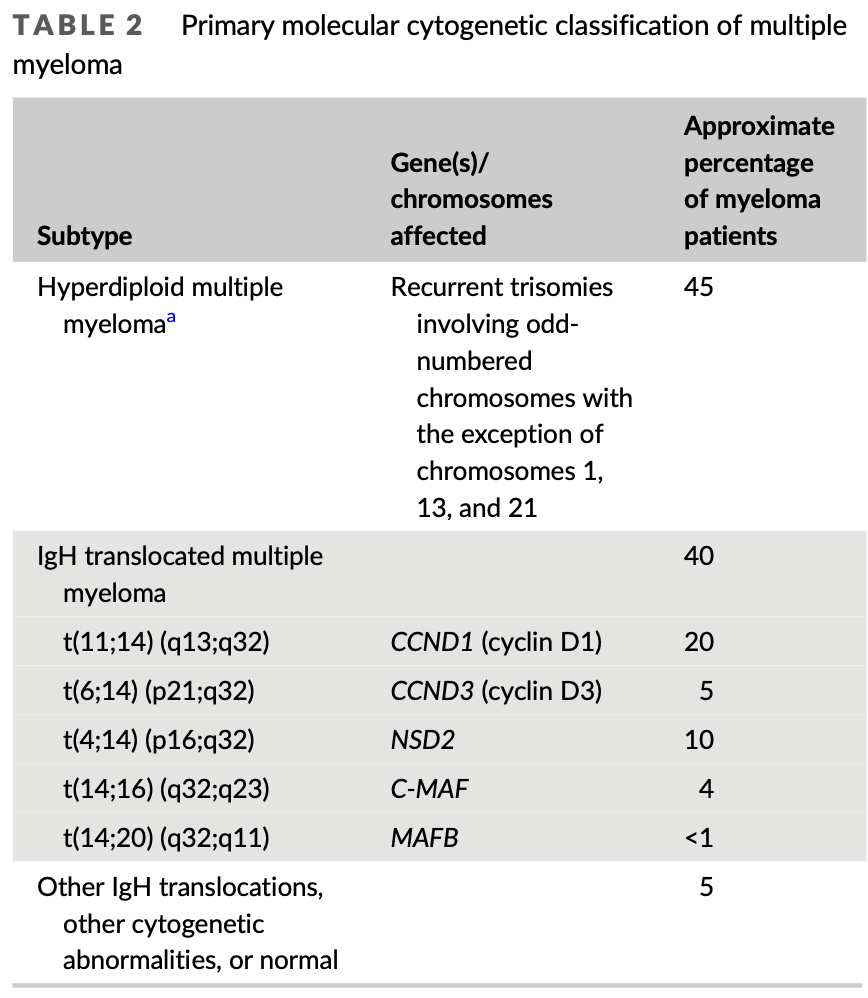 TABLE 2 Primary molecular cytogenetic classification of multiple
myeloma
Subtype Gene(s)/ chromosomes affected Approximate percentage of myeloma patients
Hyperdiploid multiple myelomaa Recurrent trisomies involving odd-numbered chromosomes with the exception of chromosomes 1, 13, and 21 45
IgH translocated multiple myeloma 40
t(11;14) (q13;q32) CCND1 (cyclin D1) 20
t(6;14) (p21;q32) CCND3 (cyclin D3) 5
t(4;14) (p16;q32) NSD2 10
t(14;16) (q32;q23) C-MAF 4
t(14;20) (q32;q11) MAFB <1
Other IgH translocations, other cytogenetic abnormalities, or normal 5